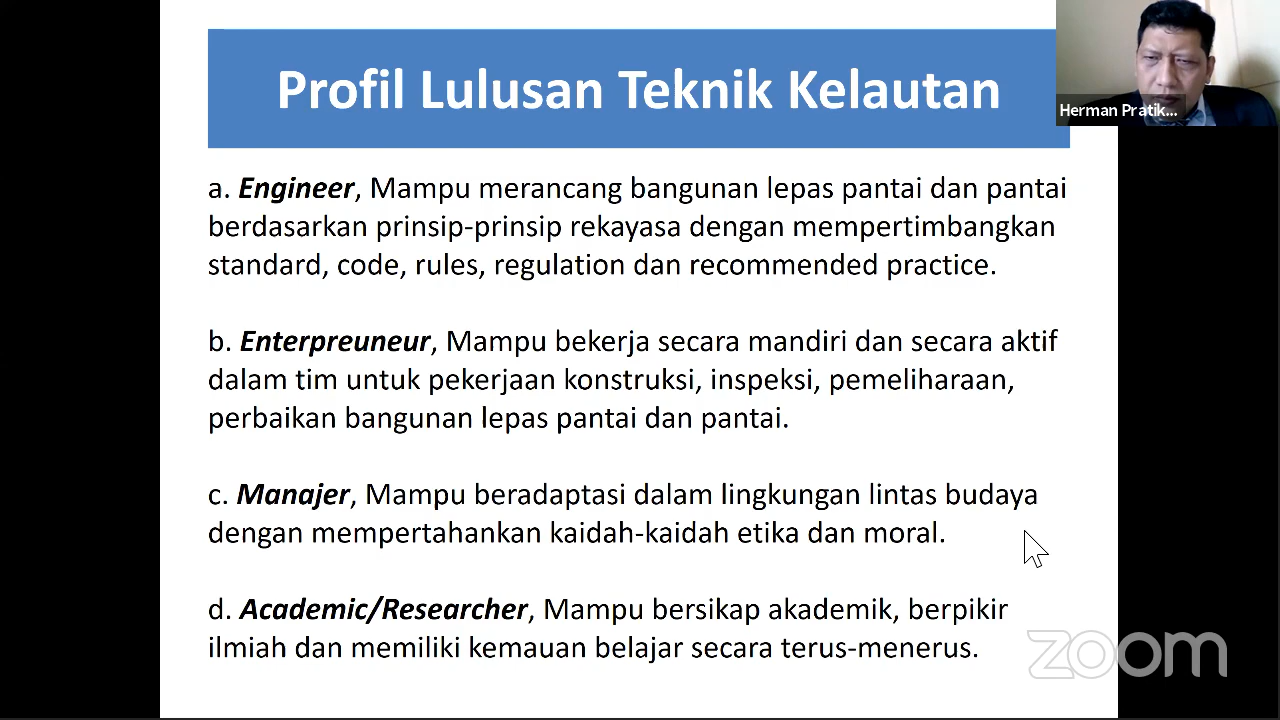 Profil Lulusan Teknik Kelautan
Herman Pratik...
a. Engineer, Mampu merancang bangunan lepas pantai dan pantai
berdasarkan prinsip-prinsip rekayasa dengan mempertimbangkan
standard, code, rules, regulation dan recommended practice.
b. Enterpreuneur, Mampu bekerja secara mandiri dan secara aktif
dalam tim untuk pekerjaan konstruksi, inspeksi, pemeliharaan,
perbaikan bangunan lepas pantai dan pantai.
c. Manajer, Mampu beradaptasi dalam lingkungan lintas budaya
dengan mempertahankan kaidah-kaidah etika dan moral.
d. Academic/Researcher, Mampu bersikap akademik, berpikir
ilmiah dan memiliki kemauan belajar secara terus-menerus.
zoom